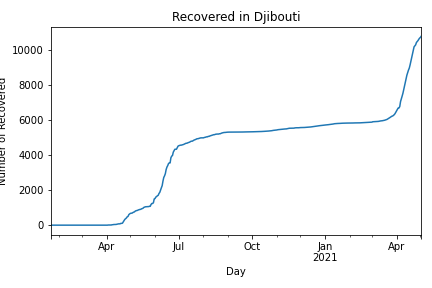 Recovered in Djibouti
Number of Recovered
10000
8000
6000
4000
2000
0
Apr
Jul
Oct
Jan
2021
Apr
Day